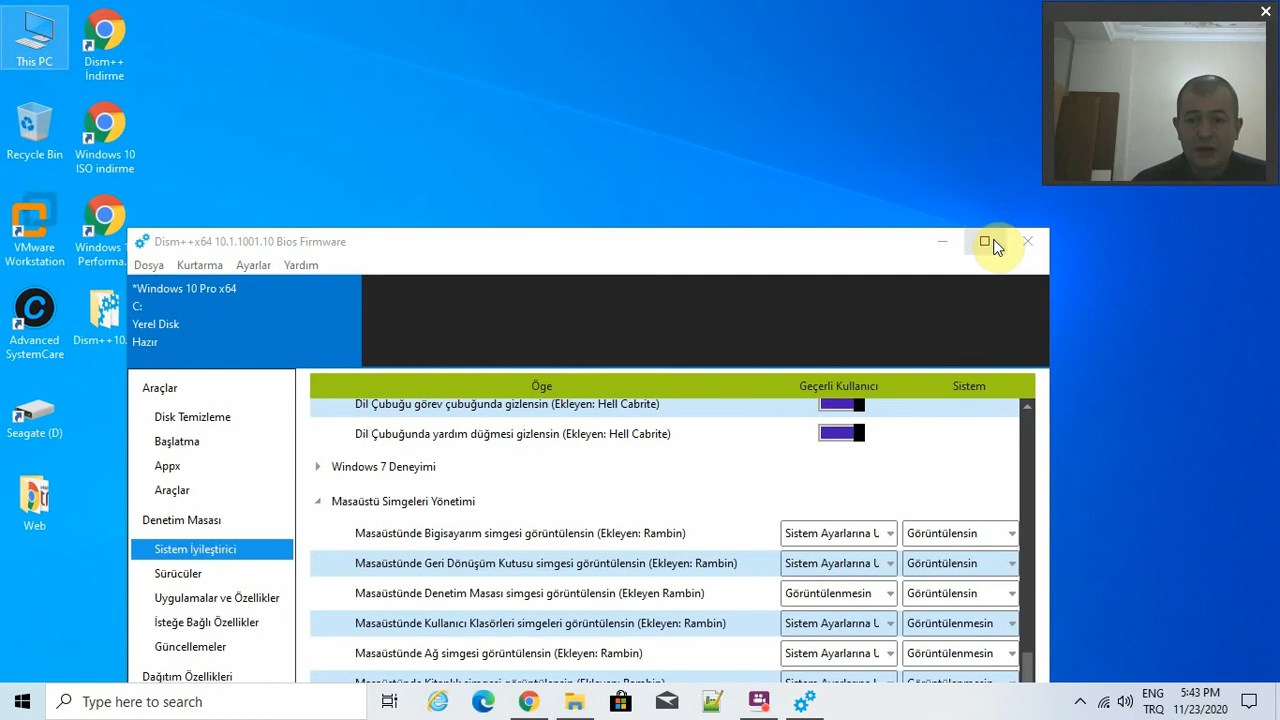 This PC
Dism++
İndirme
Recycle Bin
Windows 10
ISO indirme
VMware
Workstation
Windows
Performa...
Advanced
SystemCare
Dism++10.
Seagate (D)
Web
Dism++x64 10.1.1001.10 Bios Firmware
Dosya Kurtarma Ayarlar Yardım
*Windows 10 Pro x64
C:
Yerel Disk
Hazır
Araçlar
Disk Temizleme
Başlatma
Appx
Araçlar
Denetim Masası
Sistem İyileştirici
Sürücüler
Uygulamalar ve Özellikler
İsteğe Bağlı Özellikler
Güncellemeler
Dağıtım Özellikleri
Öge Geçerli Kullanıcı Sistem
Dil Çubuğu görev çubuğunda gizlensin (Ekleyen: Hell Cabrite)
Dil Çubuğunda yardım düğmesi gizlensin (Ekleyen: Hell Cabrite)
Windows 7 Deneyimi
Masaüstü Simgeleri Yönetimi
Masaüstünde Bigisayarım simgesi görüntülensin (Ekleyen: Rambin) Sistem Ayarlarına U Görüntülensin
Masaüstünde Geri Dönüşüm Kutusu simgesi görüntülensin (Ekleyen: Rambin) Sistem Ayarlarına U Görüntülensin
Masaüstünde Denetim Masası simgesi görüntülensin (Ekleyen Rambin) Görüntülenmesin Görüntülensin
Masaüstünde Kullanıcı Klasörleri simgeleri görüntülensin (Ekleyen: Rambin) Sistem Ayarlarına U Görüntülenmesin
Masaüstünde Ağ simgesi görüntülensin (Ekleyen: Rambin) Sistem Ayarlarına U Görüntülenmesin
Type here to search
ENG
TRQ
5:43 PM
11/23/2020